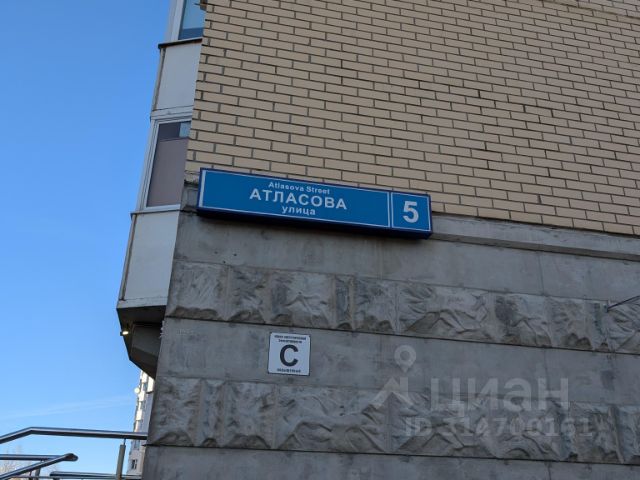 Atlasova Street
АТЛАСОВА
улица
5
С
циан